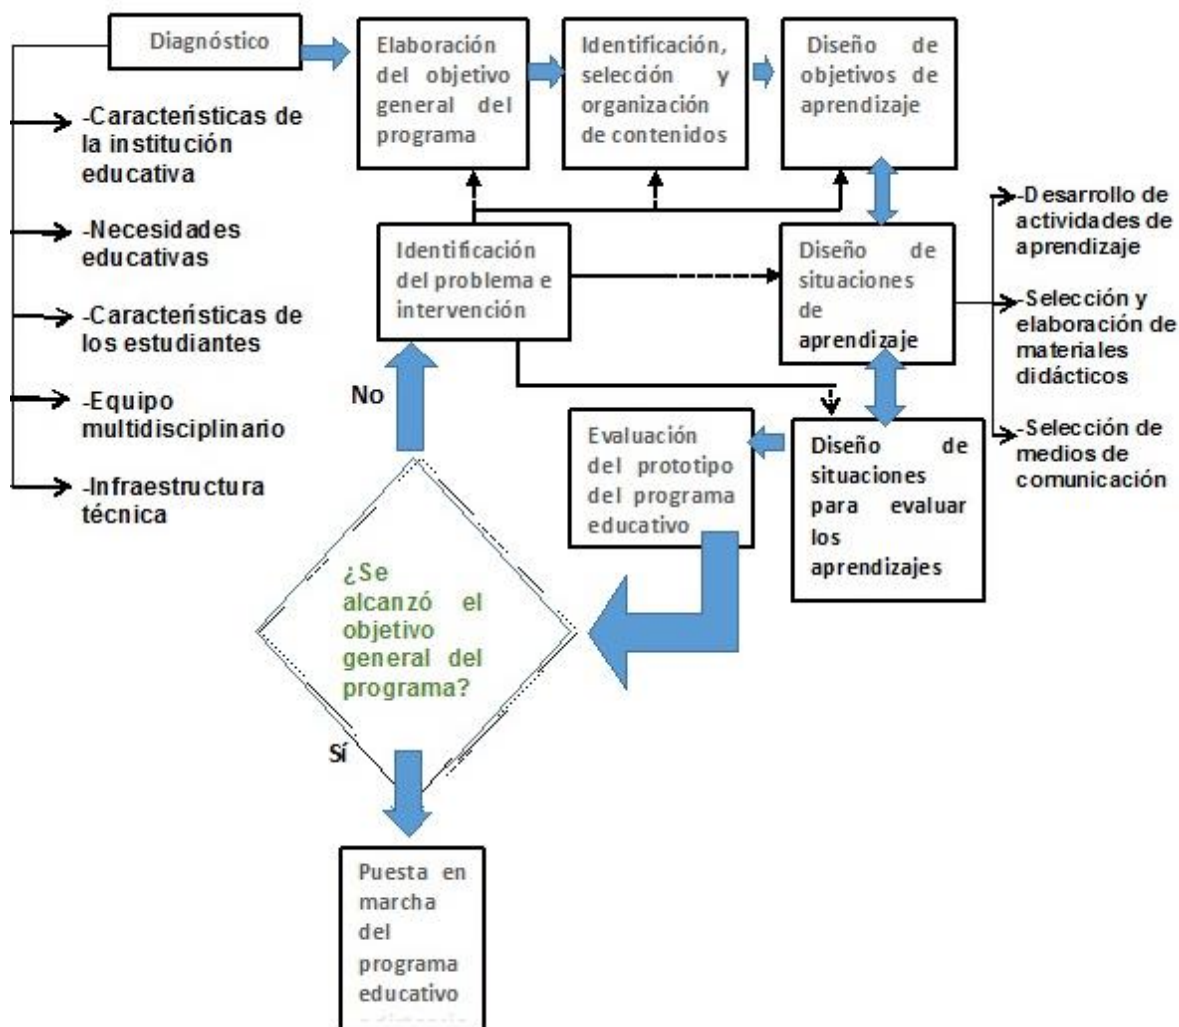 Diagnóstico
Elaboración
del objetivo
general del
programa
Identificación,
selección y
organización
de contenidos
Diseño de
objetivos de
aprendizaje
-Características de
la institución
educativa
-Necesidades
educativas
-Características de
los estudiantes
-Equipo
multidisciplinario
-Infraestructura
técnica
Identificación
del problema e
intervención
Diseño de
situaciones
de
aprendizaje
-Desarrollo de
actividades de
aprendizaje
-Selección y
elaboración de
materiales
didácticos
-Selección de
medios de
comunicación
No
Evaluación
del prototipo
del programa
educativo
Diseño de
situaciones
para evaluar
los
aprendizajes
¿Se
alcanzó el
objetivo
general del
programa?
Sí
Puesta en
marcha
del
programa
educativo